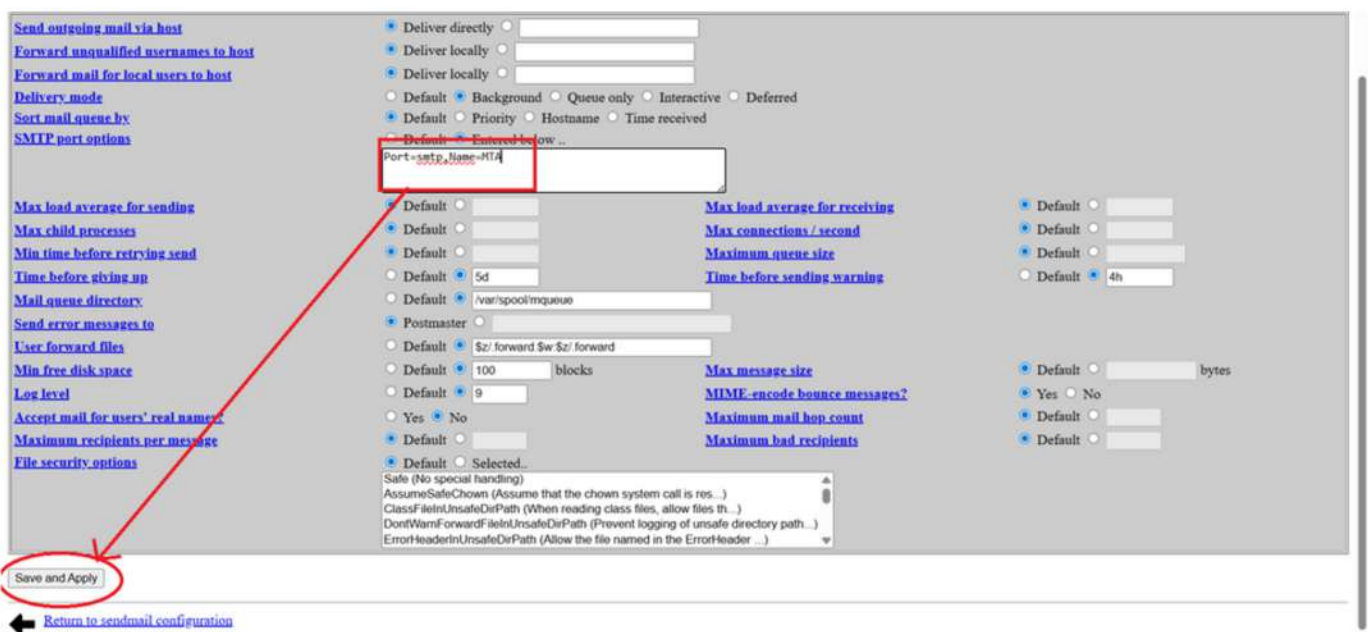 Send outgoing mail via host Deliver directly
Forward unqualified usernames to host Deliver locally
Forward mail for local users to host Deliver locally
Delivery mode Default Background Queue only Interactive Deferred
Sort mail queue by Default Priority Hostname Time received
SMTP port options Default Entered below ..
Port=smtp,Name=MTA
Max load average for sending Default Max load average for receiving Default
Max child processes Default Max connections / second Default
Min time before retrying send Default Maximum queue size Default
Time before giving up Default 5d Time before sending warning Default 4h
Mail queue directory Default /var/spool/mqueue
Send error messages to Postmaster
User forward files Default $z/.forward.$w:$z/.forward
Min free disk space Default 100 blocks Max message size Default bytes
Log level Default 9 MIME-encode bounce messages? Yes No
Accept mail for users' real names? Yes No Maximum mail hop count Default
Maximum recipients per message Default Maximum bad recipients Default
File security options Default Selected..
Safe (No special handling)
AssumeSafeChown (Assume that the chown system call is res...)
ClassFileInUnsafeDirPath (When reading class files, allow files th...)
DontWarnForwardFileInUnsafeDirPath (Prevent logging of unsafe directory path...)
ErrorHeaderInUnsafeDirPath (Allow the file named in the ErrorHeader ...)
Save and Apply
Return to sendmail configuration